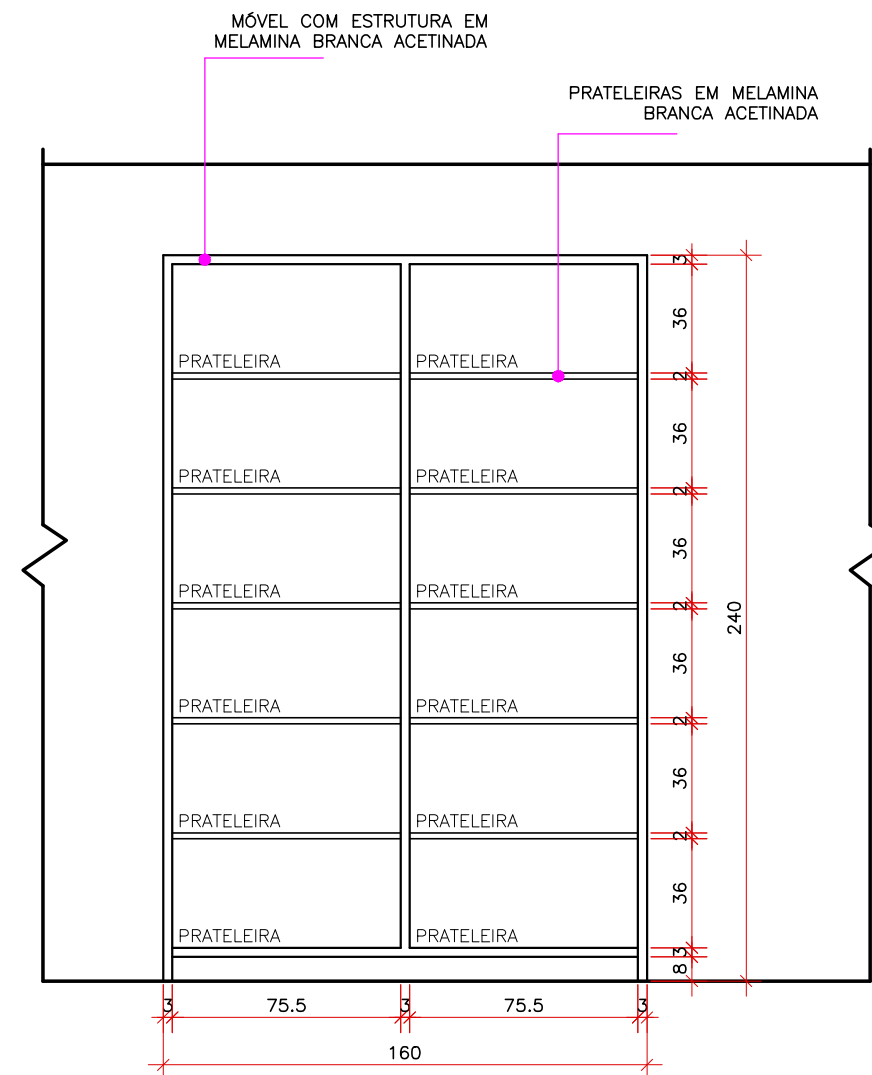 MÓVEL COM ESTRUTURA EM
MELAMINA BRANCA ACETINADA
PRATELEIRAS EM MELAMINA
BRANCA ACETINADA
3
36
PRATELEIRA PRATELEIRA
2
36
PRATELEIRA PRATELEIRA
2
36
PRATELEIRA PRATELEIRA
2
240
36
PRATELEIRA PRATELEIRA
2
36
PRATELEIRA PRATELEIRA
2
36
PRATELEIRA PRATELEIRA
3
8
3 75.5 3 75.5 3
160